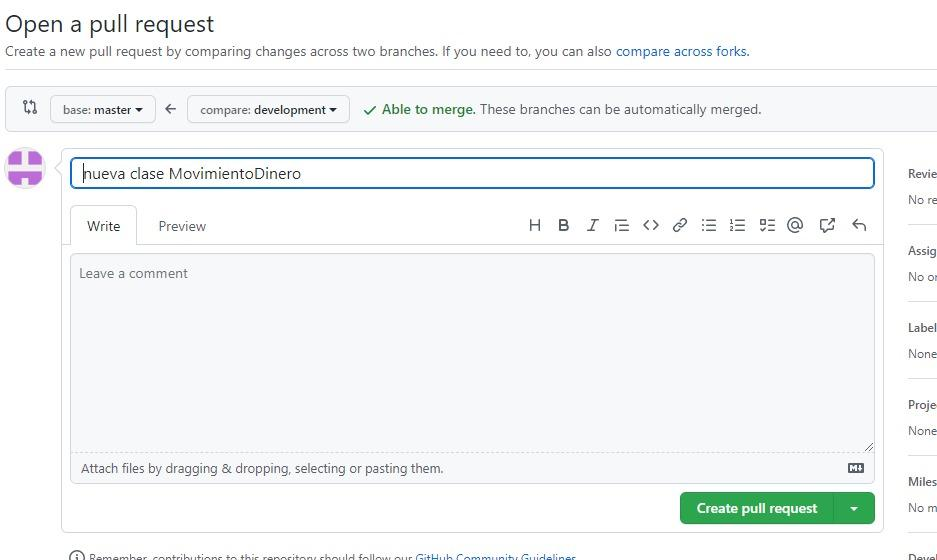 Open a pull request
Create a new pull request by comparing changes across two branches. If you need to, you can also compare across forks.
base: master
compare: development
Able to merge. These branches can be automatically merged.
nueva clase MovimientoDinero
Write
Preview
Leave a comment
Attach files by dragging & dropping, selecting or pasting them.
Create pull request
Remember, contributions to this repository should follow our GitHub Community Guidelines.
Revie
No re
Assig
No o
Label
None
Proje
None
Miles
No m
Devel